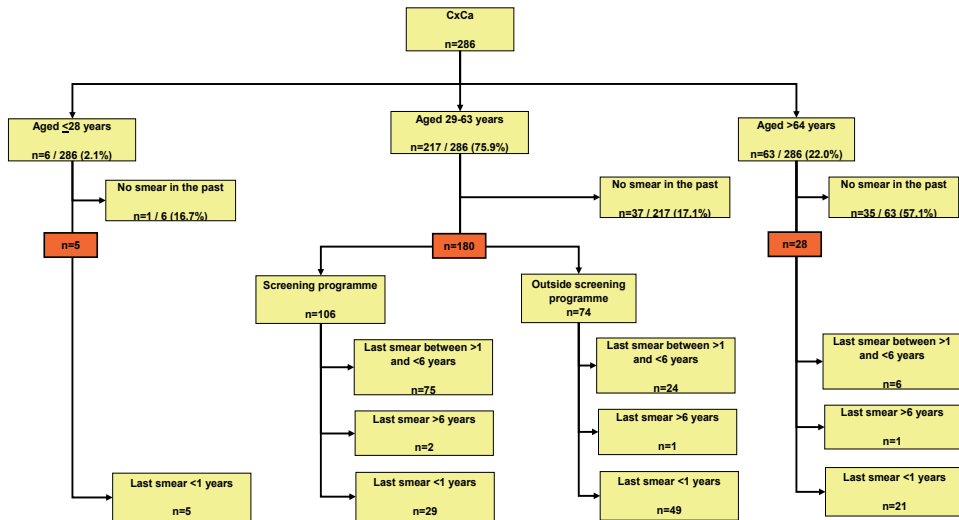 CxCa
n=286
Aged <28 years
n=6 / 286 (2.1%)
Aged 29-63 years
n=217 / 286 (75.9%)
Aged >64 years
n=63 / 286 (22.0%)
No smear in the past
n=1 / 6 (16.7%)
No smear in the past
n=37 / 217 (17.1%)
No smear in the past
n=35 / 63 (57.1%)
n=5
n=180
n=28
Screening programme
n=106
Outside screening
programme
n=74
Last smear between >1
and <6 years
n=75
Last smear between >1
and <6 years
n=24
Last smear between >1
and <6 years
n=6
Last smear >6 years
n=2
Last smear >6 years
n=1
Last smear >6 years
n=1
Last smear <1 years
n=5
Last smear <1 years
n=29
Last smear <1 years
n=49
Last smear <1 years
n=21